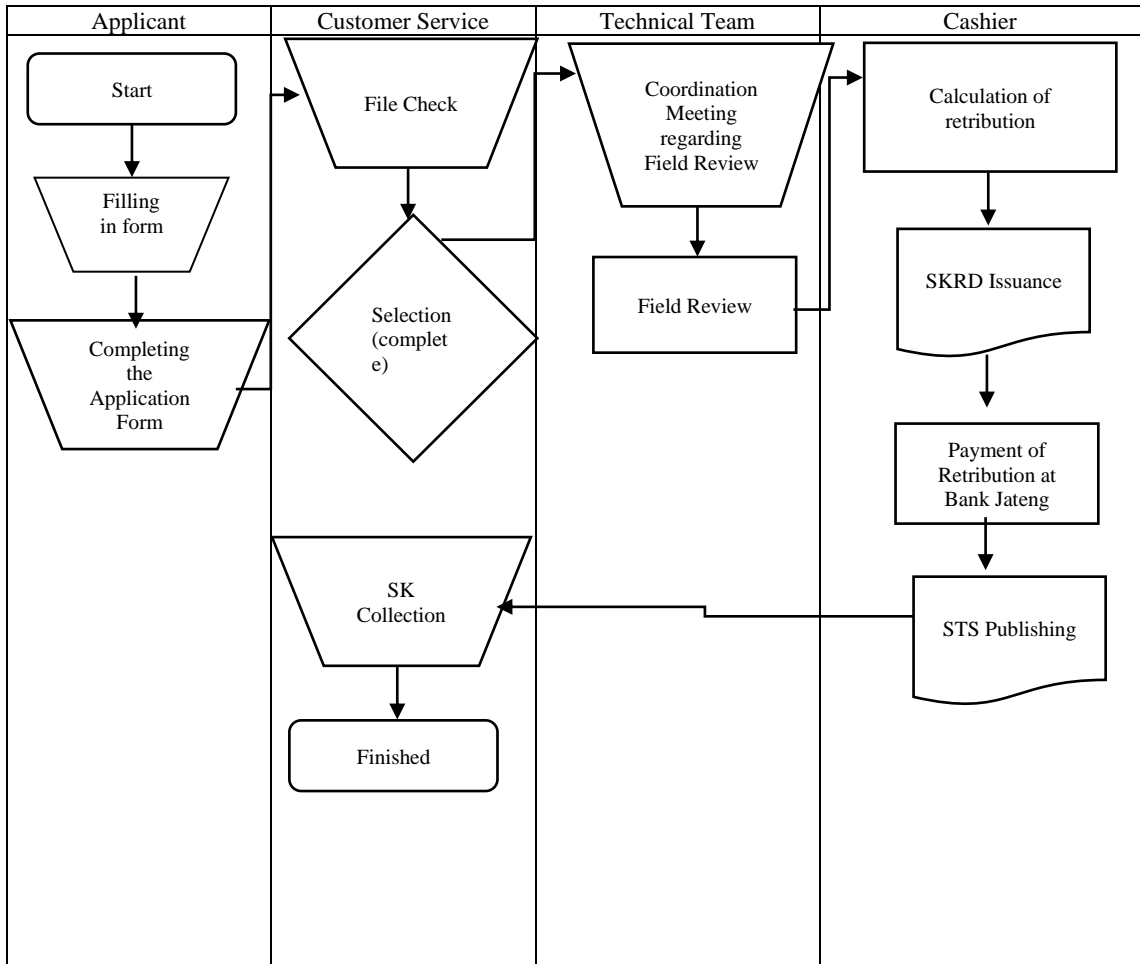 Applicant
Customer Service
Technical Team
Cashier
Start
Filling
in form
Completing
the
Application
Form
File Check
Selection
(complet
e)
Coordination
Meeting
regarding
Field Review
Field Review
Calculation of
retribution
SKRD Issuance
Payment of
Retribution at
Bank Jateng
STS Publishing
SK
Collection
Finished